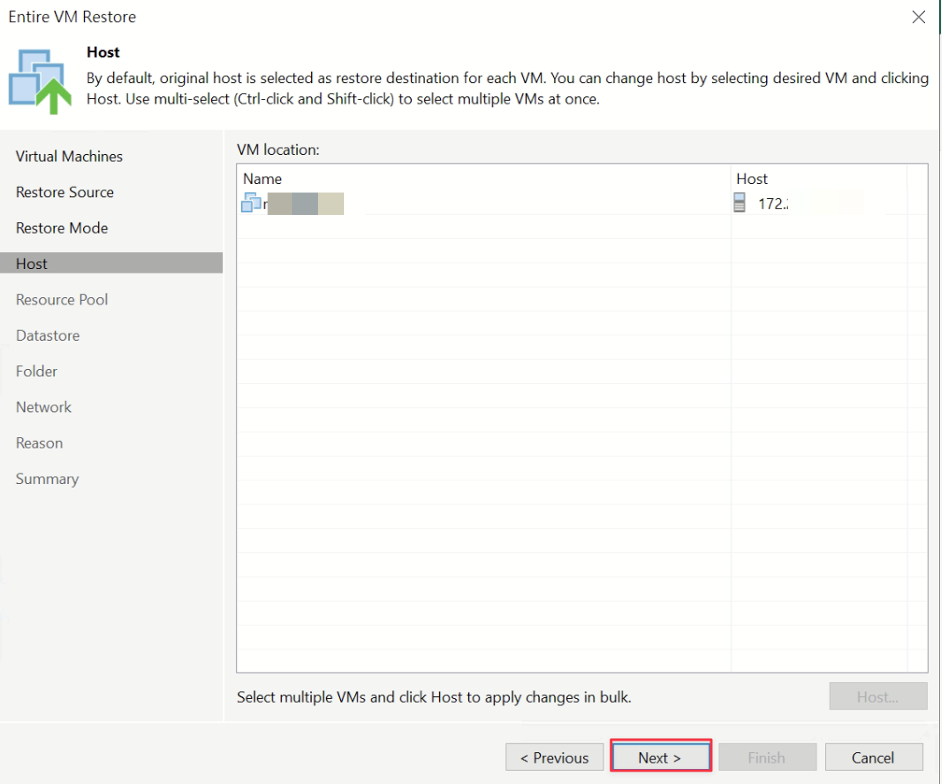 Entire VM Restore
Host
By default, original host is selected as restore destination for each VM. You can change host by selecting desired VM and clicking
Host. Use multi-select (Ctrl-click and Shift-click) to select multiple VMs at once.
Virtual Machines
Restore Source
Restore Mode
Host
Resource Pool
Datastore
Folder
Network
Reason
Summary
VM location:
Name Host
172.
Select multiple VMs and click Host to apply changes in bulk.
Host...
< Previous Next > Finish Cancel